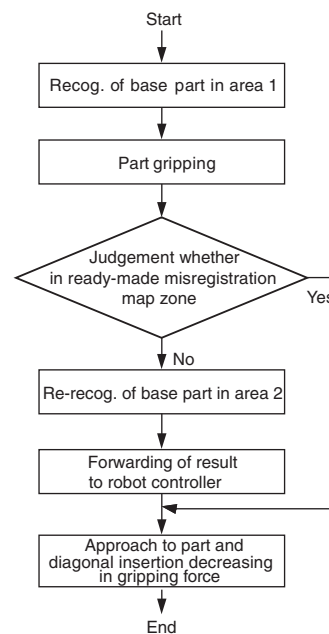 Start
Recog. of base part in area 1
Part gripping
Judgement whether
in ready-made misregistration
map zone
Yes
No
Re-recog. of base part in area 2
Forwarding of result
to robot controller
Approach to part and
diagonal insertion decreasing
in gripping force
End